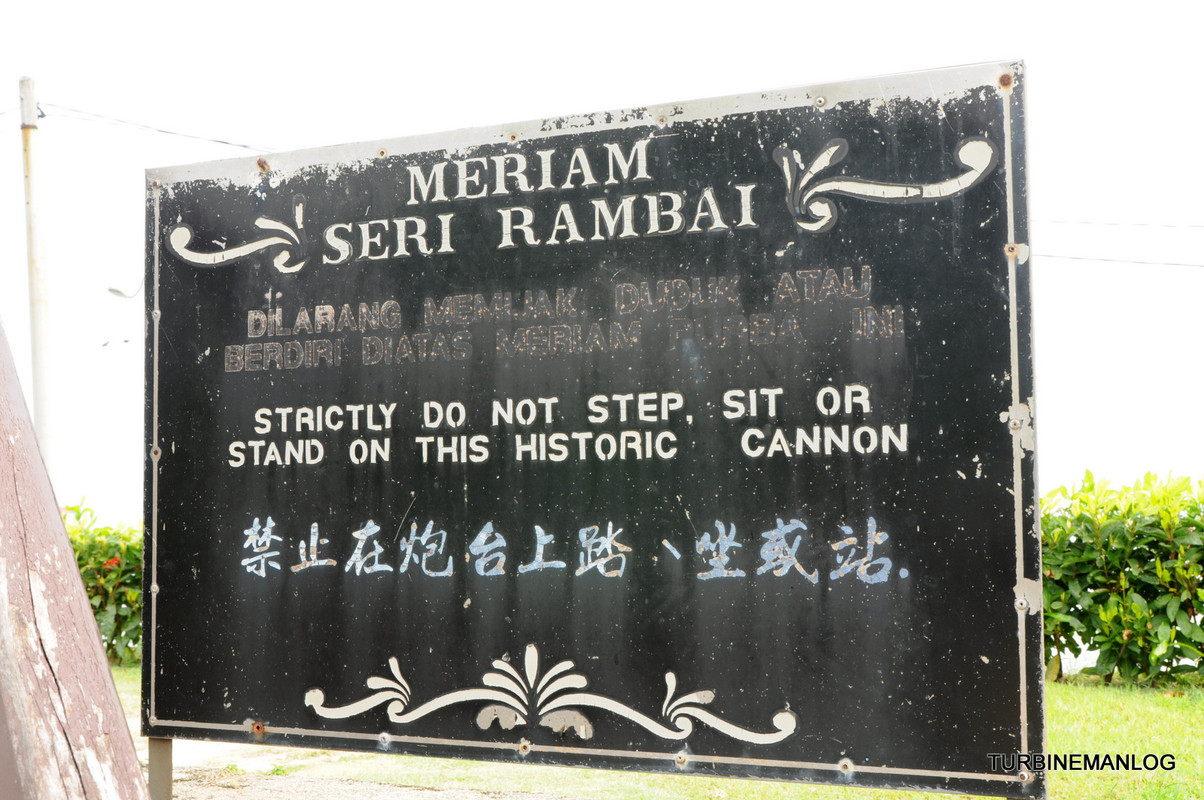 MERIAM
SERI RAMBAI
DILARANG MEMIJAK, DUDUK ATAU
BERDIRI DIATAS MERIAM PURBA INI
STRICTLY DO NOT STEP, SIT OR
STAND ON THIS HISTORIC CANNON
禁止在炮台上踏、坐或站.
TURBINEMANLOG